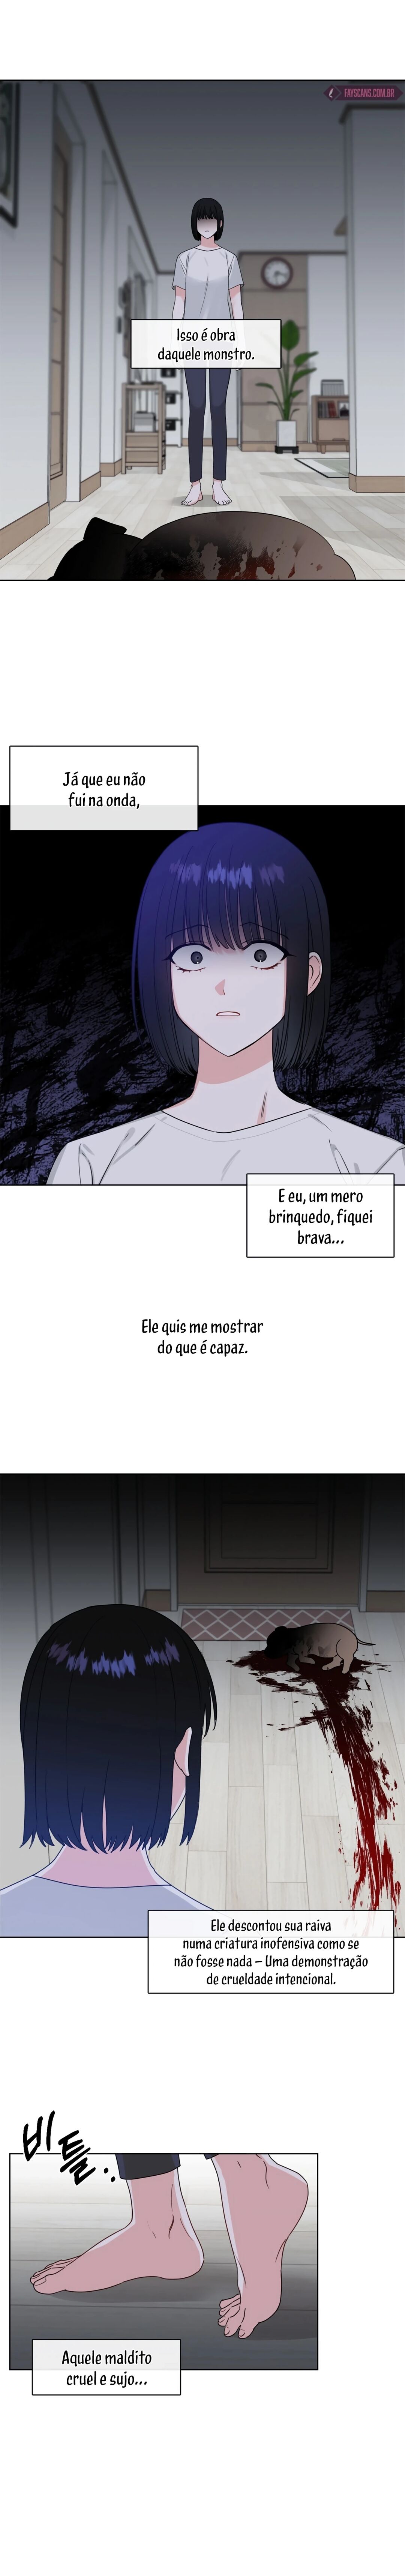 FAYSCANS.COM.BR
Isso é obra
daquele monstro.
Já que eu não
fui na onda,
E eu, um mero
brinquedo, fiquei
brava...
Ele quis me mostrar
do que é capaz.
Ele descontou sua raiva
numa criatura inofensiva como se
não fosse nada – Uma demonstração
de crueldade intencional.
비틀..
Aquele maldito
cruel e sujo...